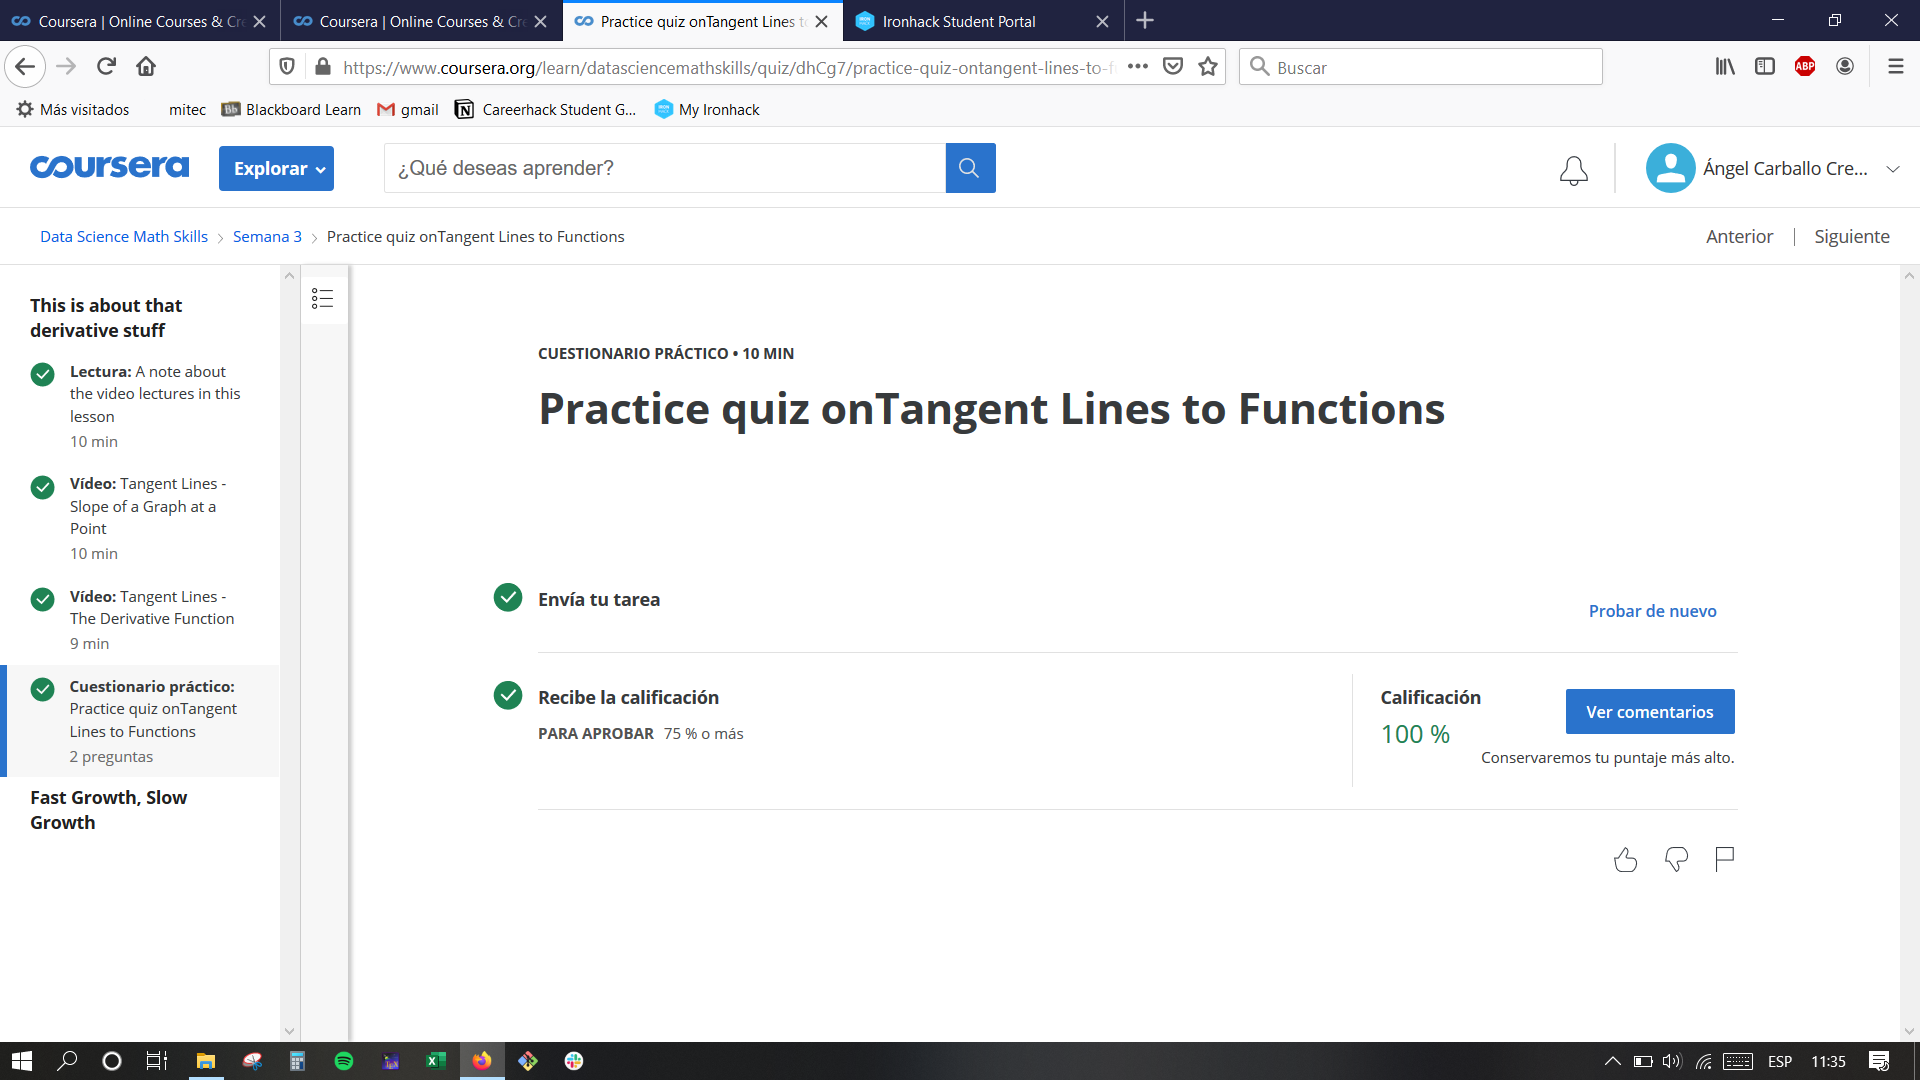 Coursera | Online Courses & Cre
Coursera | Online Courses & Cre
Practice quiz onTangent Lines to
Ironhack Student Portal
https://www.coursera.org/learn/datasciencemathskills/quiz/dhCg7/practice-quiz-ontangent-lines-to-f
Buscar
ABP
Más visitados
mitec
Bb Blackboard Learn
gmail
Careerhack Student G...
My Ironhack
coursera
Explorar
¿Qué deseas aprender?
Ángel Carballo Cre...
Data Science Math Skills
Semana 3
Practice quiz onTangent Lines to Functions
Anterior | Siguiente
This is about that
derivative stuff
Lectura: A note about
the video lectures in this
lesson
10 min
Vídeo: Tangent Lines -
Slope of a Graph at a
Point
10 min
Vídeo: Tangent Lines -
The Derivative Function
9 min
Cuestionario práctico:
Practice quiz onTangent
Lines to Functions
2 preguntas
Fast Growth, Slow
Growth
CUESTIONARIO PRÁCTICO • 10 MIN
Practice quiz onTangent Lines to Functions
Envía tu tarea
Probar de nuevo
Recibe la calificación
PARA APROBAR 75 % o más
Calificación
100 %
Ver comentarios
Conservaremos tu puntaje más alto.
ESP
11:35